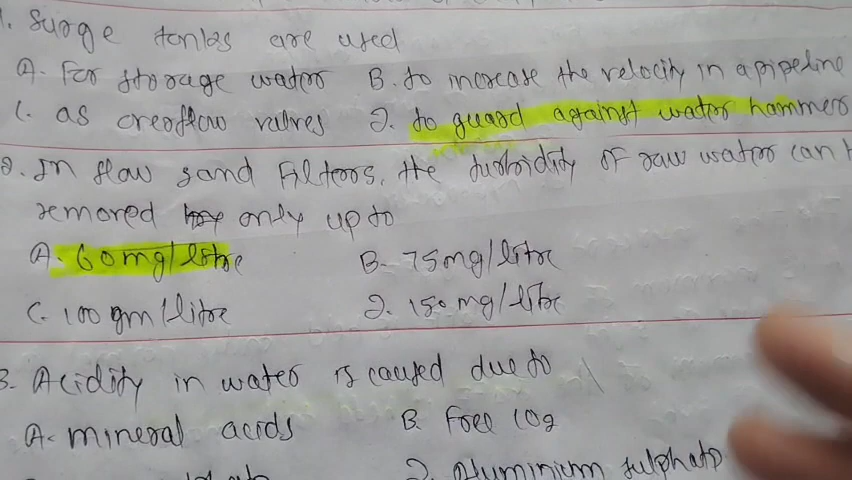 1. Surge tanks are used
A. For storage water B. to increase the velocity in a pipeline
C. as overflow valves D. to guard against water hammer
2. In slow sand Filters, the turbidity of raw water can
removed only up to
A. 60 mg/litre B. 75mg/litre
C. 100 gm/litre D. 150 mg/litre
3. Acidity in water is caused due to
A. mineral acids B. Free CO2
D. Aluminium sulphate